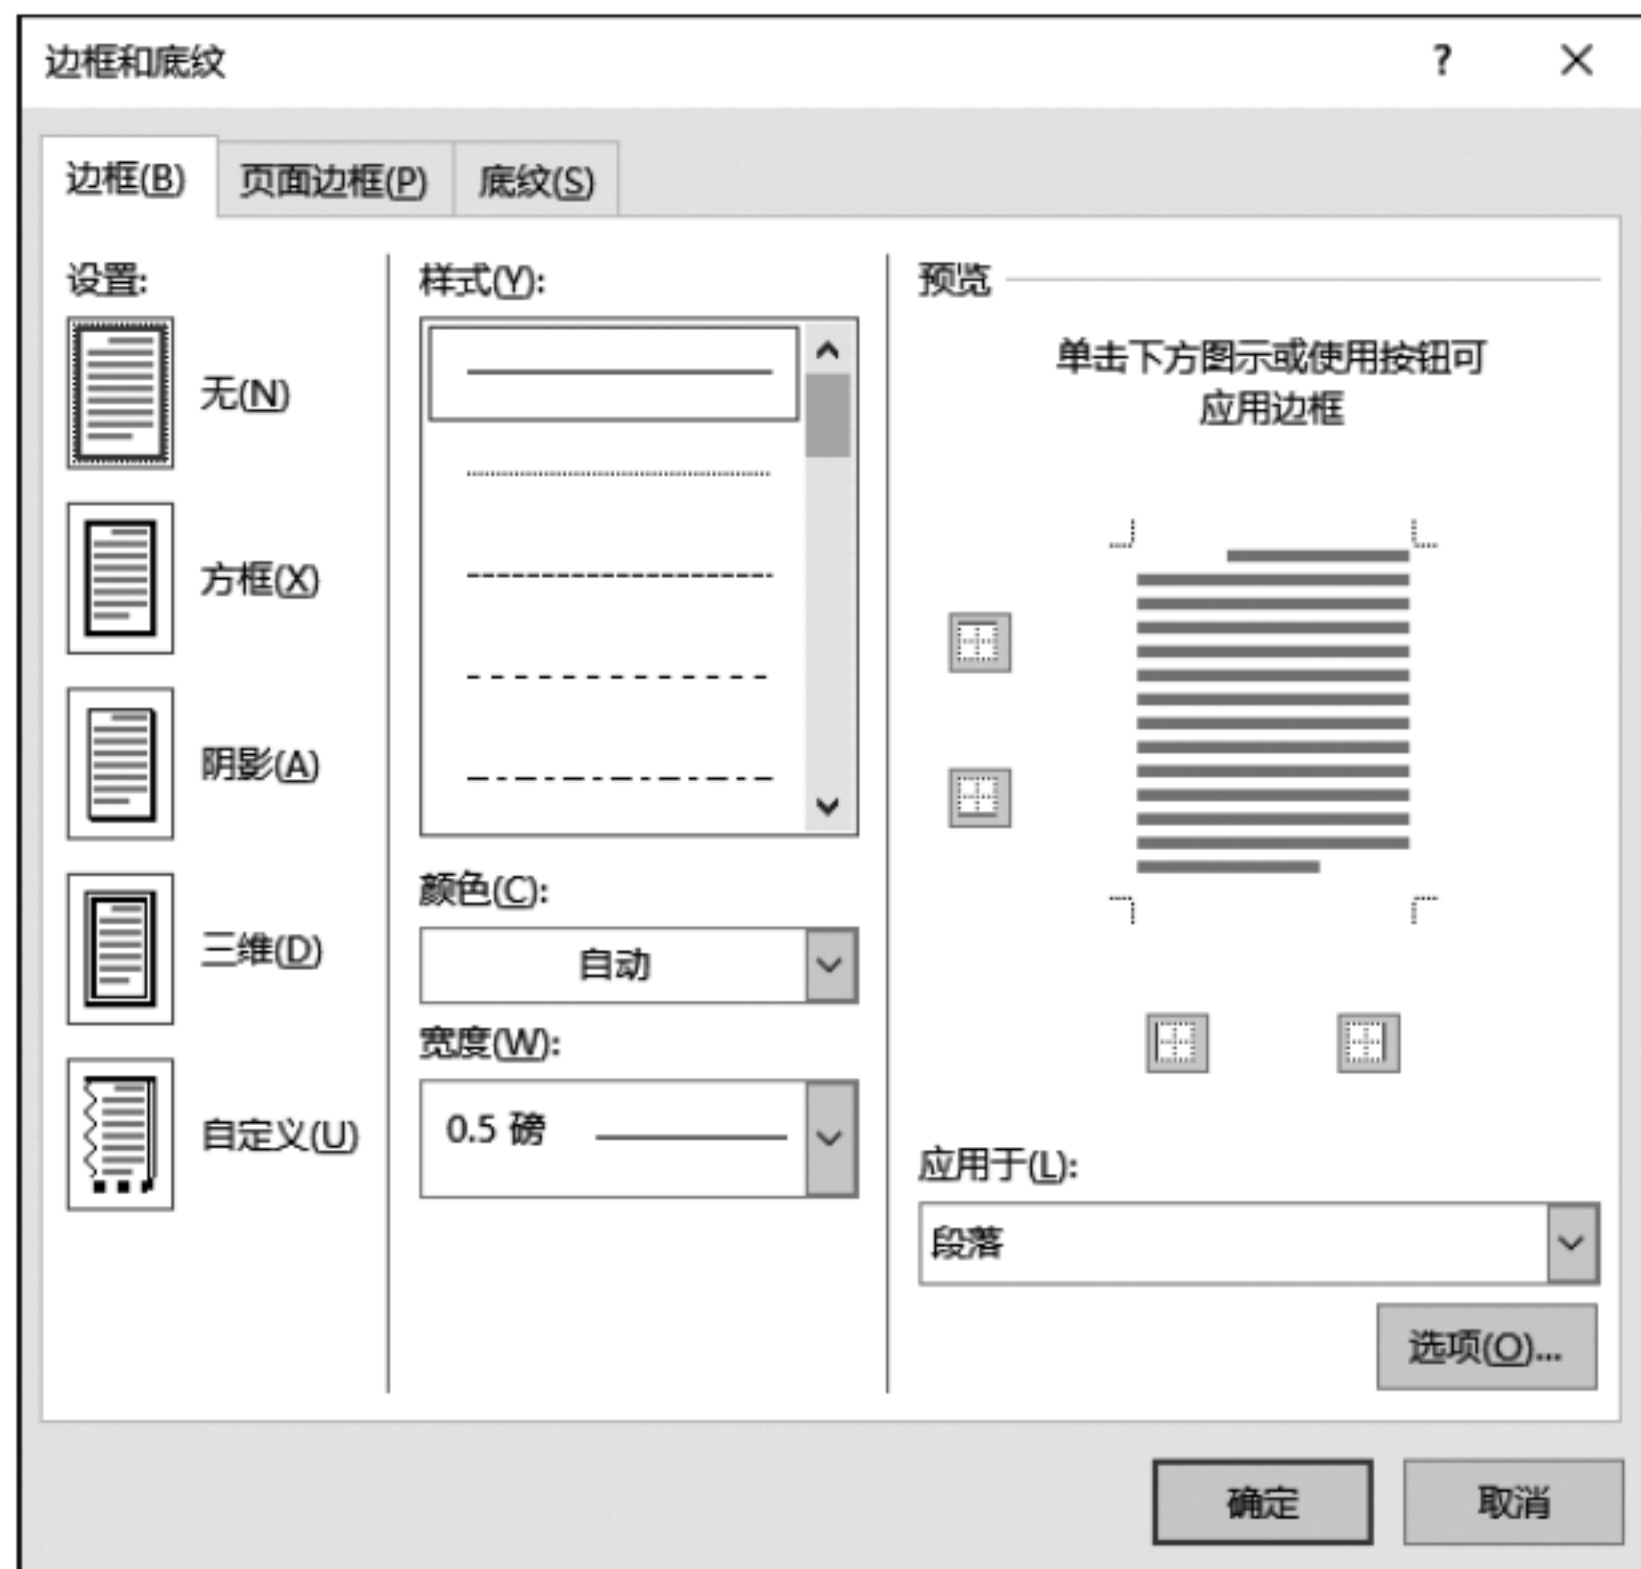 边框和底纹 ?
边框(B) 页面边框(P) 底纹(S)
设置:
无(N)
方框(X)
阴影(A)
三维(D)
自定义(U)
样式(Y):
颜色(C):
自动
宽度(W):
0.5 磅
预览
单击下方图示或使用按钮可
应用边框
应用于(L):
段落
选项(O)...
确定 取消